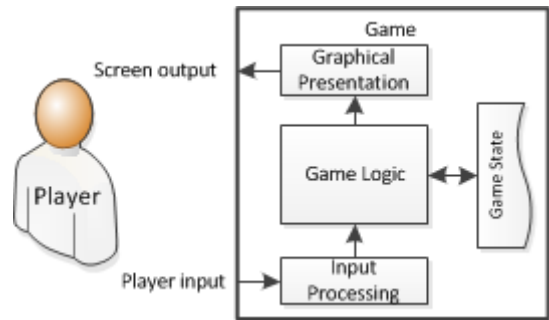 Game
Graphical
Presentation
Screen output
Game Logic
Game State
Player
Player input
Input
Processing